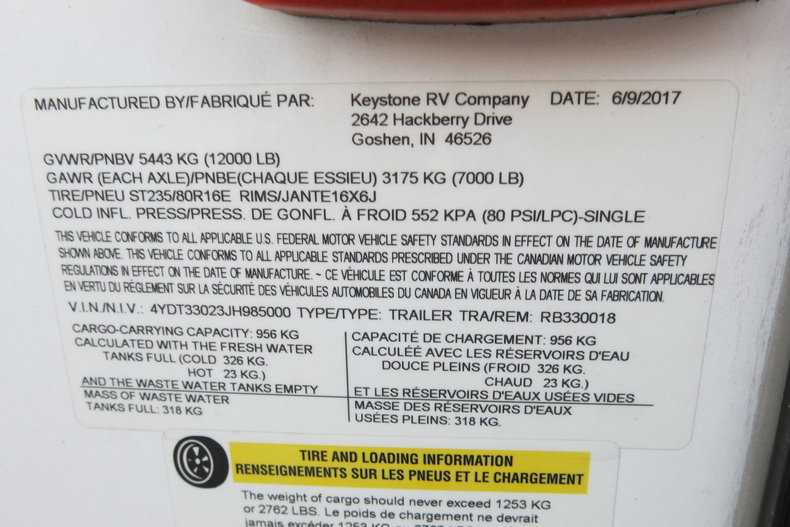 MANUFACTURED BY/FABRIQUÉ PAR: Keystone RV Company DATE: 6/9/2017
2642 Hackberry Drive
Goshen, IN 46526
GVWR/PNBV 5443 KG (12000 LB)
GAWR (EACH AXLE)/PNBE(CHAQUE ESSIEU) 3175 KG (7000 LB)
TIRE/PNEU ST235/80R16E RIMS/JANTE16X6J
COLD INFL. PRESS/PRESS. DE GONFL. À FROID 552 KPA (80 PSI/LPC)-SINGLE
THIS VEHICLE CONFORMS TO ALL APPLICABLE U.S. FEDERAL MOTOR VEHICLE SAFETY STANDARDS IN EFFECT ON THE DATE OF MANUFACTURE
SHOWN ABOVE. THIS VEHICLE CONFORMS TO ALL APPLICABLE STANDARDS PRESCRIBED UNDER THE CANADIAN MOTOR VEHICLE SAFETY
REGULATIONS IN EFFECT ON THE DATE OF MANUFACTURE. ~ CE VÉHICULE EST CONFORME À TOUTES LES NORMES QUI LUI SONT APPLICABLES
EN VERTU DU RÈGLEMENT SUR LA SÉCURITÉ DES VÉHICULES AUTOMOBILES DU CANADA EN VIGUEUR À LA DATE DE SA FABRICATION.
V.I.N./N.I.V.: 4YDT33023JH985000 TYPE/TYPE: TRAILER TRA/REM: RB330018
CARGO-CARRYING CAPACITY: 956 KG
CALCULATED WITH THE FRESH WATER
TANKS FULL (COLD 326 KG.
HOT 23 KG.)
AND THE WASTE WATER TANKS EMPTY
MASS OF WASTE WATER
TANKS FULL: 318 KG
CAPACITÉ DE CHARGEMENT: 956 KG
CALCULÉE AVEC LES RÉSERVOIRS D'EAU
DOUCE PLEINS (FROID 326 KG.
CHAUD 23 KG.)
ET LES RÉSERVOIRS D'EAUX USÉES VIDES
MASSE DES RÉSERVOIRS D'EAUX
USÉES PLEINS: 318 KG.
TIRE AND LOADING INFORMATION
RENSEIGNEMENTS SUR LES PNEUS ET LE CHARGEMENT
The weight of cargo should never exceed 1253 KG
or 2762 LBS. Le poids de chargement ne devrait
jamais excéder 1253 KG ou